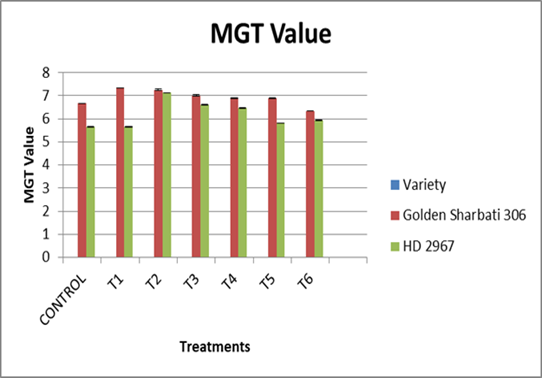 MGT Value
8
7
6
5
4
3
2
1
0
MGT Value
CONTROL
T1
T2
T3
T4
T5
T6
Treatments
Variety
Golden Sharbati 306
HD 2967